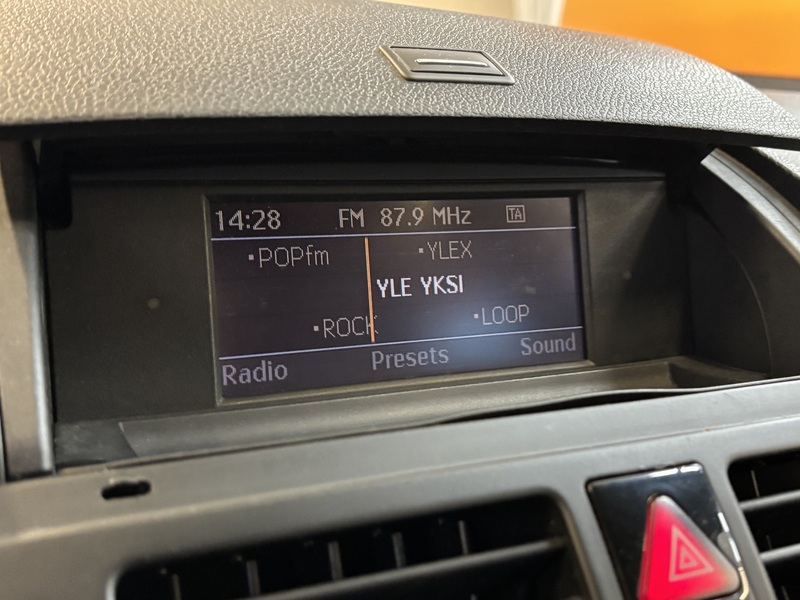 14:28 FM 87.9 MHz TA
POPfm YLEX
YLE YKSI
ROCK LOOP
Radio Presets Sound